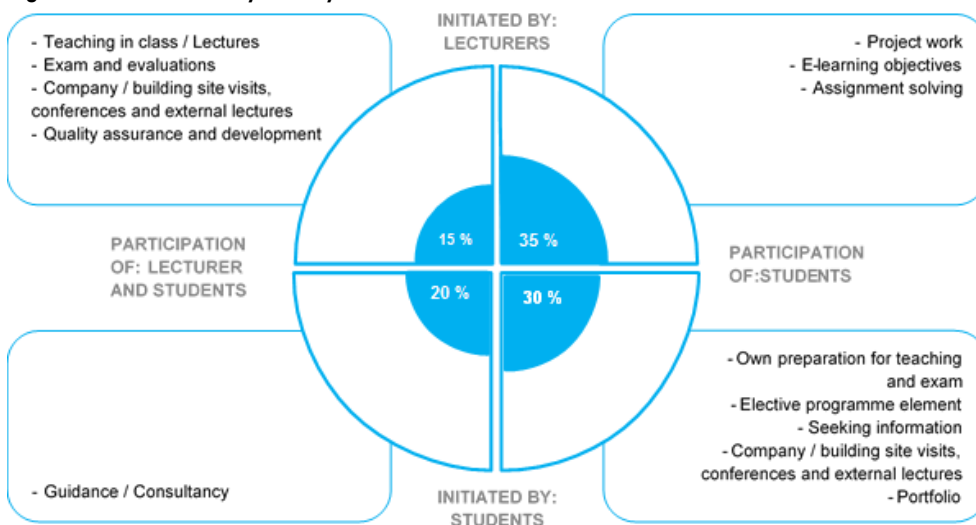 INITIATED BY:
LECTURERS
- Teaching in class / Lectures
- Exam and evaluations
- Company / building site visits,
conferences and external lectures
- Quality assurance and development
- Project work
- E-learning objectives
- Assignment solving
15 %
35 %
PARTICIPATION
OF: LECTURER
AND STUDENTS
PARTICIPATION
OF:STUDENTS
20 %
30 %
- Guidance / Consultancy
- Own preparation for teaching
and exam
- Elective programme element
- Seeking information
- Company / building site visits,
conferences and external lectures
- Portfolio
INITIATED BY:
STUDENTS